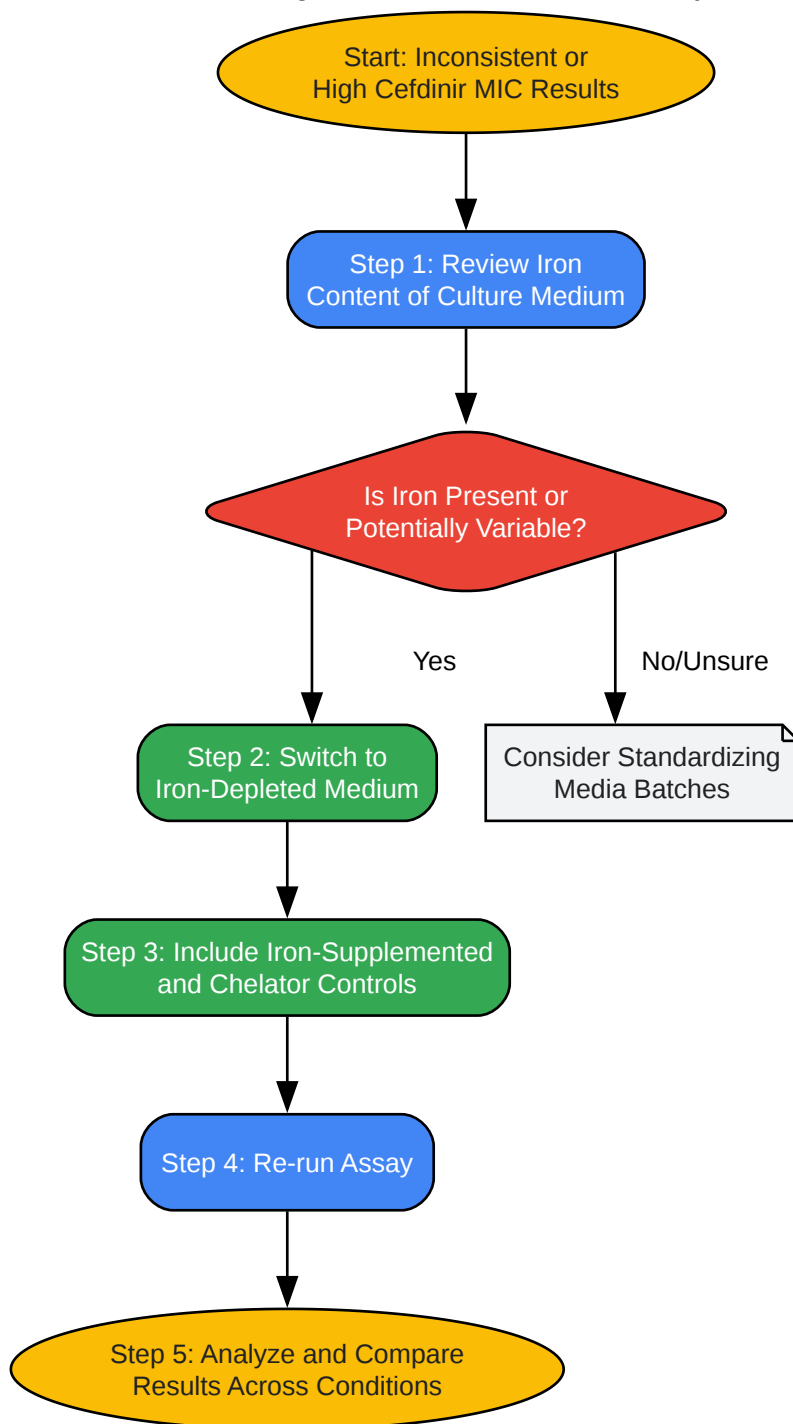 Start: Inconsistent or
High Cefdinir MIC Results
Step 1: Review Iron
Content of Culture Medium
Is Iron Present or
Potentially Variable?
Yes
No/Unsure
Step 2: Switch to
Iron-Depleted Medium
Consider Standardizing
Media Batches
Step 3: Include Iron-Supplemented
and Chelator Controls
Step 4: Re-run Assay
Step 5: Analyze and Compare
Results Across Conditions